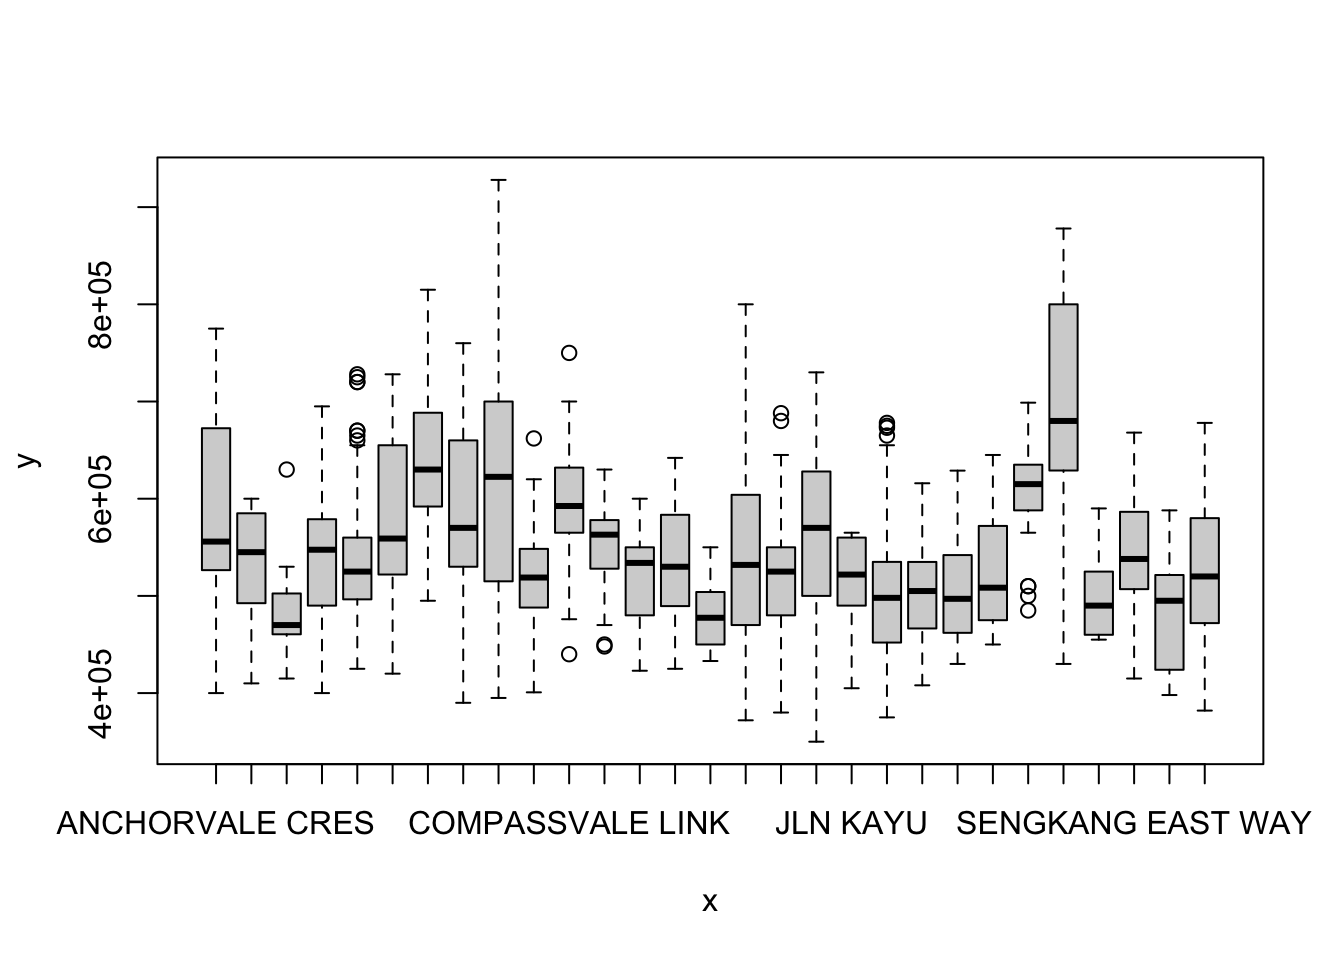 8e+05
6e+05
4e+05
y
ANCHORVALE CRES COMPASSVALE LINK JLN KAYU SENGKANG EAST WAY
x